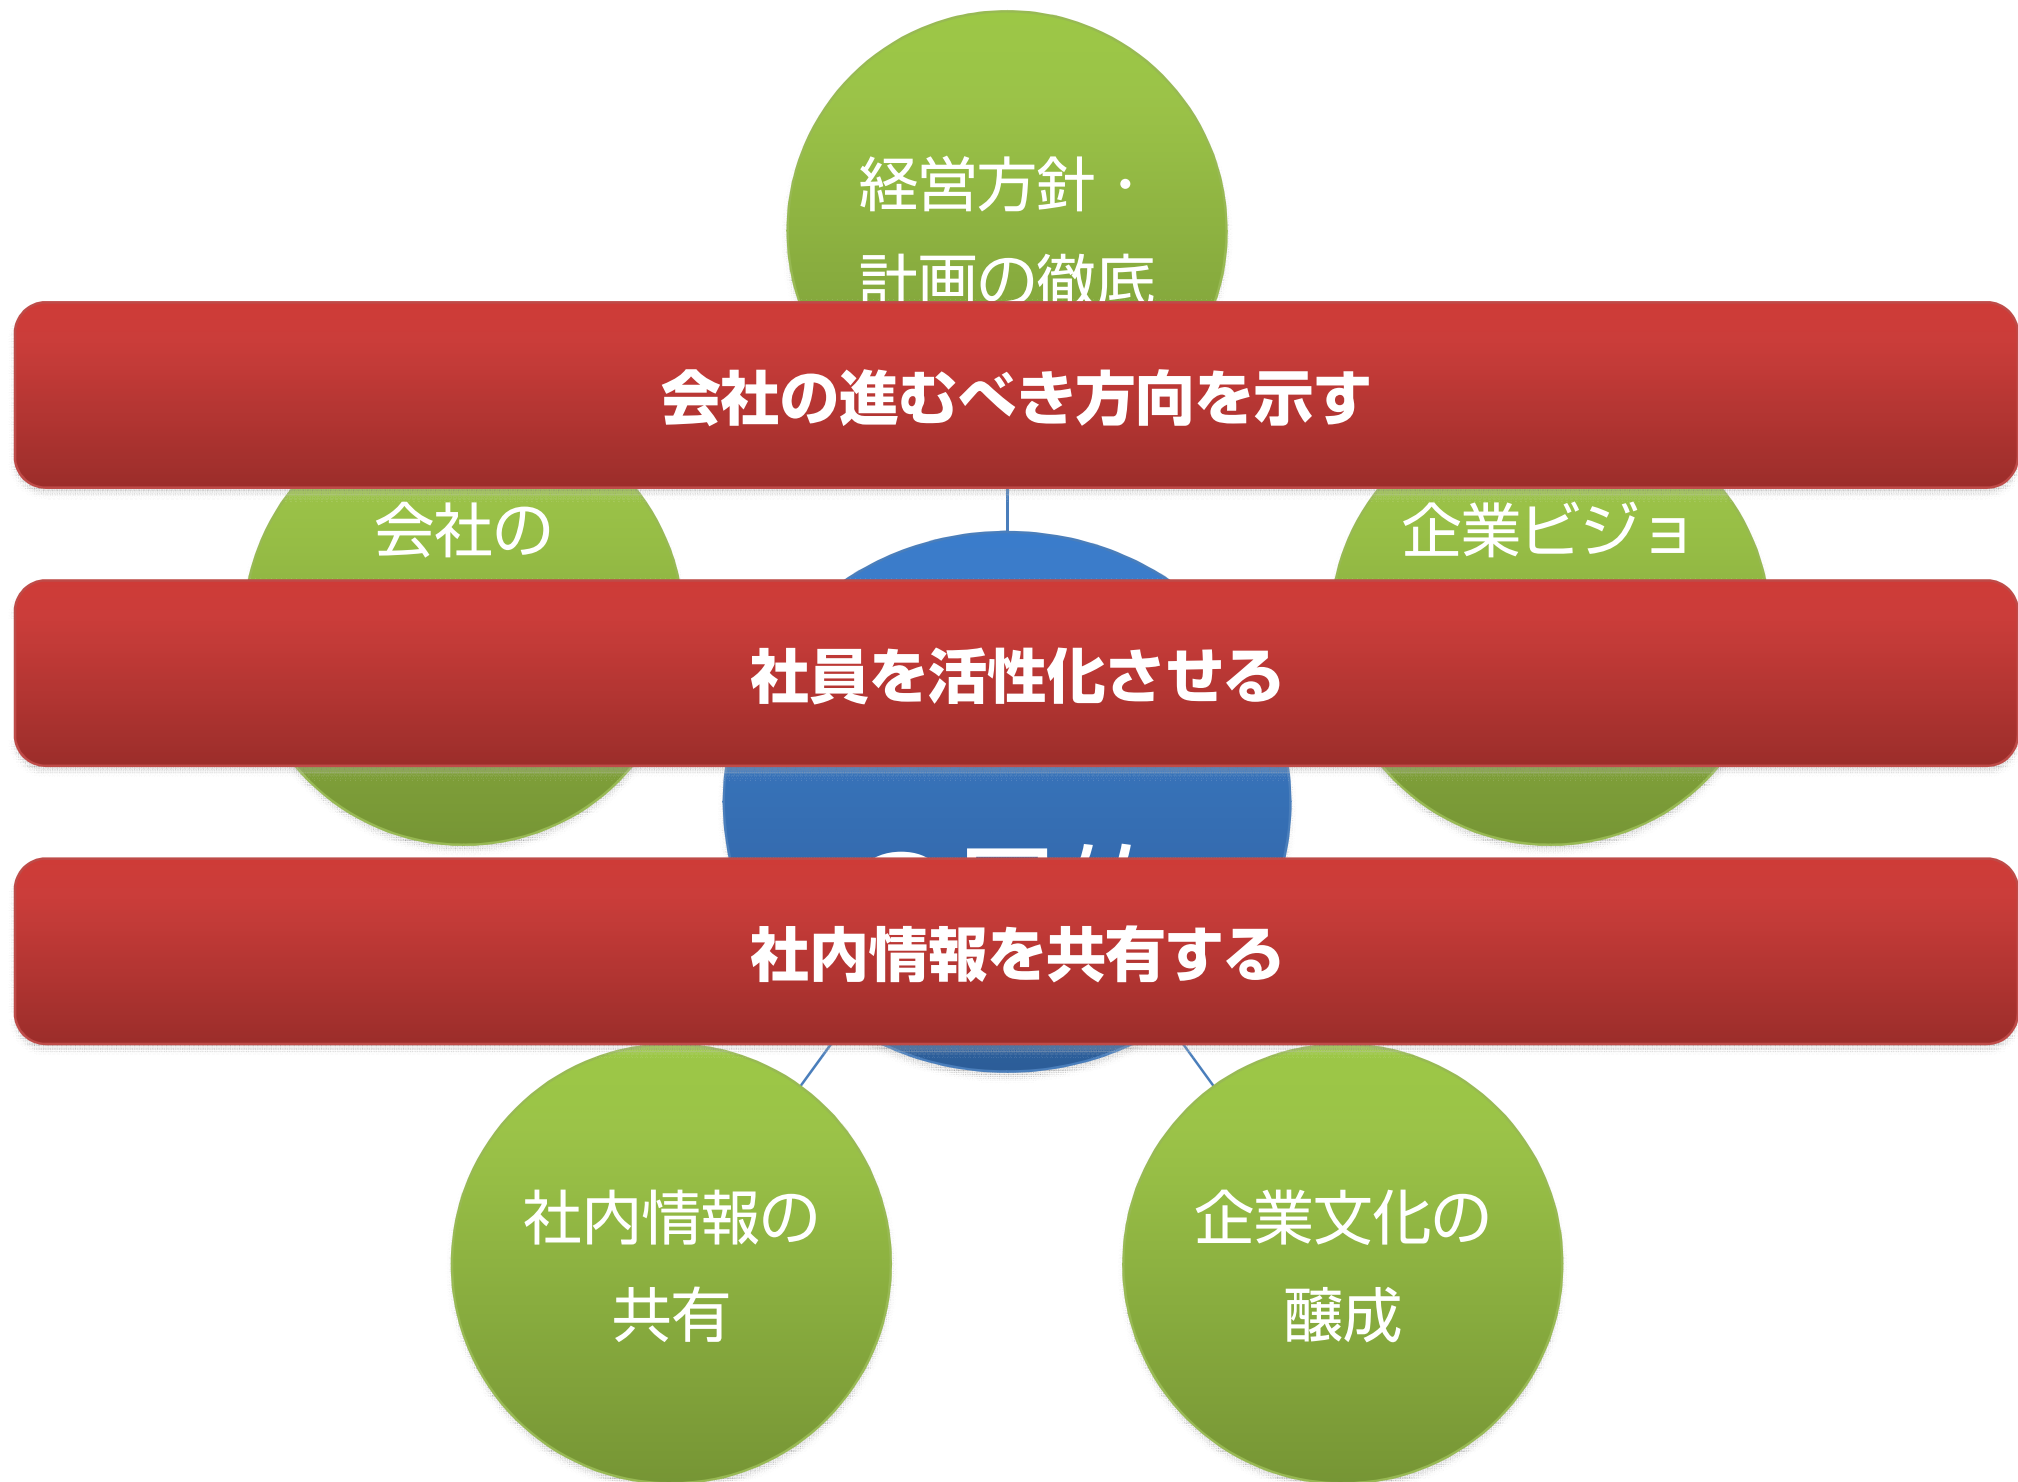 経営方針・
計画の徹底
会社の進むべき方向を示す
会社の
企業ビジョ
社員を活性化させる
社内情報を共有する
社内情報の
共有
企業文化の
醸成